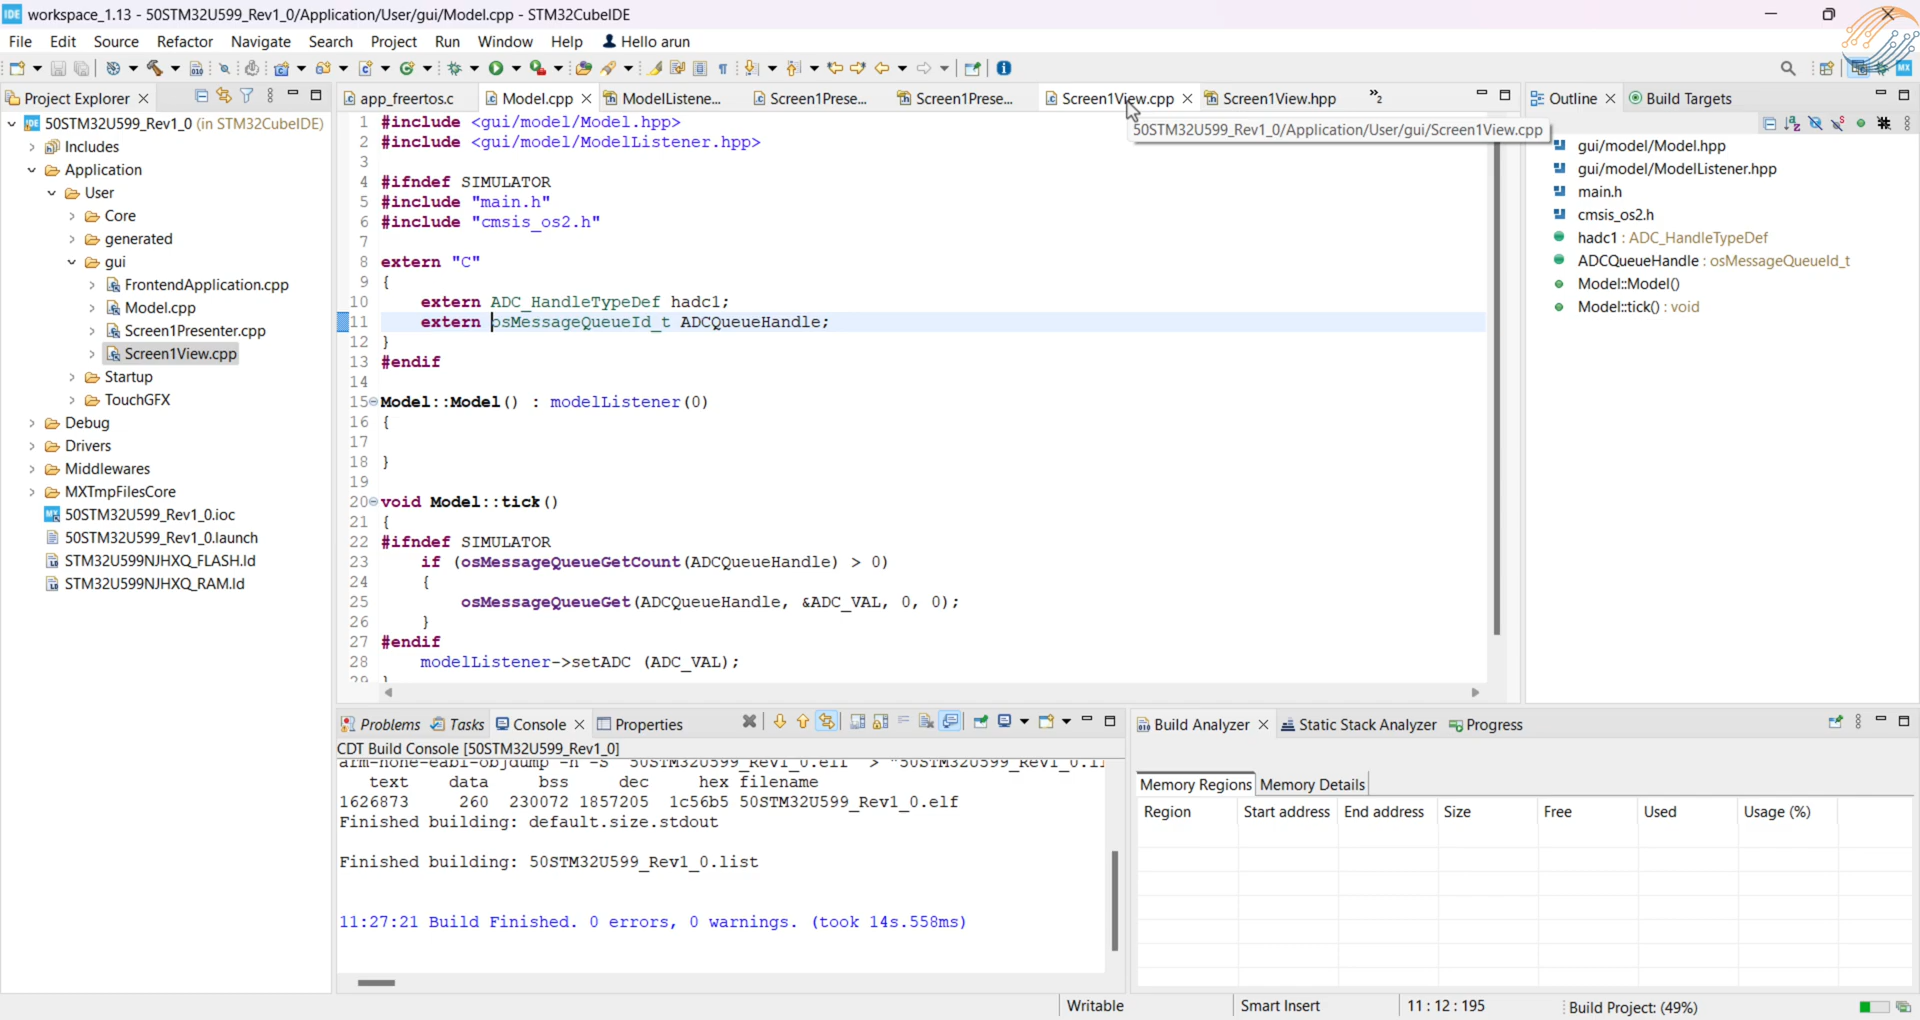 workspace_1.13 - 50STM32U599_Rev1_0/Application/User/gui/Model.cpp - STM32CubeIDE
File Edit Source Refactor Navigate Search Project Run Window Help Hello arun
Project Explorer
50STM32U599_Rev1_0 (in STM32CubeIDE)
Includes
Application
User
Core
generated
gui
FrontendApplication.cpp
Model.cpp
Screen1Presenter.cpp
Screen1View.cpp
Startup
TouchGFX
Debug
Drivers
Middlewares
MXTmpFilesCore
50STM32U599_Rev1_0.ioc
50STM32U599_Rev1_0.launch
STM32U599NJHXQ_FLASH.ld
STM32U599NJHXQ_RAM.ld
app_freertos.c Model.cpp ModelListene... Screen1Prese... Screen1Prese... Screen1View.cpp Screen1View.hpp »2
50STM32U599_Rev1_0/Application/User/gui/Screen1View.cpp
1 #include <gui/model/Model.hpp>
2 #include <gui/model/ModelListener.hpp>
3
4 #ifndef SIMULATOR
5 #include "main.h"
6 #include "cmsis_os2.h"
7
8 extern "C"
9 {
10 extern ADC_HandleTypeDef hadc1;
11 extern osMessageQueueId_t ADCQueueHandle;
12 }
13 #endif
14
15 Model::Model() : modelListener(0)
16 {
17
18 }
19
20 void Model::tick()
21 {
22 #ifndef SIMULATOR
23 if (osMessageQueueGetCount(ADCQueueHandle) > 0)
24 {
25 osMessageQueueGet(ADCQueueHandle, &ADC_VAL, 0, 0);
26 }
27 #endif
28 modelListener->setADC (ADC_VAL);
29 }
Outline Build Targets
gui/model/Model.hpp
gui/model/ModelListener.hpp
main.h
cmsis_os2.h
hadc1 : ADC_HandleTypeDef
ADCQueueHandle : osMessageQueueId_t
Model::Model()
Model::tick() : void
Problems Tasks Console Properties
CDT Build Console [50STM32U599_Rev1_0]
arm-none-eabi-objdump -h -S 50STM32U599_Rev1_0.elf > "50STM32U599_Rev1_0.li
text data bss dec hex filename
1626873 260 230072 1857205 1c56b5 50STM32U599_Rev1_0.elf
Finished building: default.size.stdout
Finished building: 50STM32U599_Rev1_0.list
11:27:21 Build Finished. 0 errors, 0 warnings. (took 14s.558ms)
Build Analyzer Static Stack Analyzer Progress
Memory Regions Memory Details
Region Start address End address Size Free Used Usage (%)
Writable Smart Insert 11 : 12 : 195 Build Project: (49%)